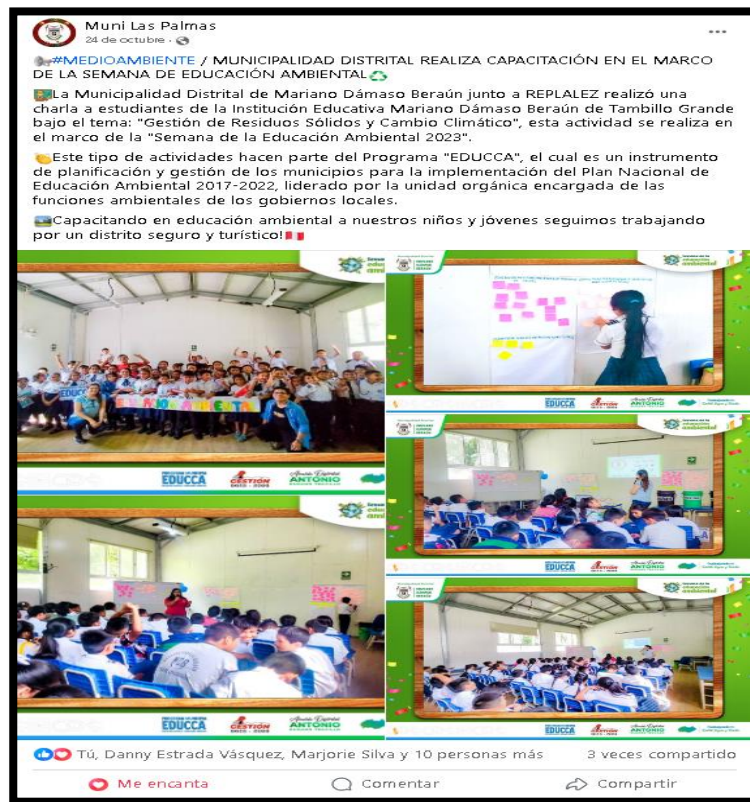 Muni Las Palmas
24 de octubre
#MEDIOAMBIENTE / MUNICIPALIDAD DISTRITAL REALIZA CAPACITACIÓN EN EL MARCO
DE LA SEMANA DE EDUCACIÓN AMBIENTAL
La Municipalidad Distrital de Mariano Dámaso Beraún junto a REPLALEZ realizó una
charla a estudiantes de la Institución Educativa Mariano Dámaso Beraún de Tambillo Grande
bajo el tema: "Gestión de Residuos Sólidos y Cambio Climático", esta actividad se realiza en
el marco de la "Semana de la Educación Ambiental 2023".
Este tipo de actividades hacen parte del Programa "EDUCCA", el cual es un instrumento
de planificación y gestión de los municipios para la implementación del Plan Nacional de
Educación Ambiental 2017-2022, liderado por la unidad orgánica encargada de las
funciones ambientales de los gobiernos locales.
Capacitando en educación ambiental a nuestros niños y jóvenes seguimos trabajando
por un distrito seguro y turístico!
EDUCCA
GESTIÓN
ANTONIO
EDUCCA
GESTIÓN
ANTONIO
EDUCCA
GESTIÓN
ANTONIO
EDUCCA
GESTIÓN
ANTONIO
EDUCCA
GESTIÓN
ANTONIO
Tú, Danny Estrada Vásquez, Marjorie Silva y 10 personas más 3 veces compartido
Me encanta Comentar Compartir